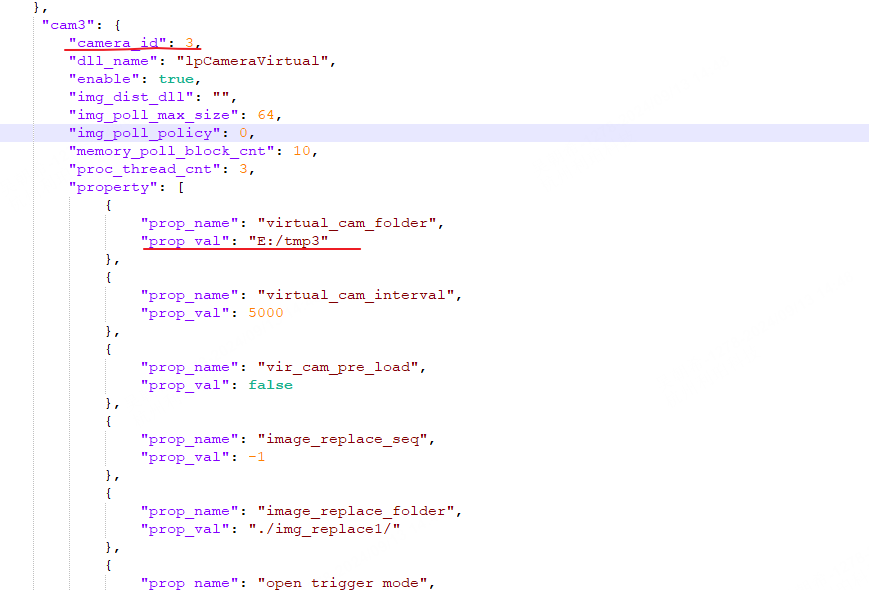 },
"cam3": {
"camera_id": 3,
"dll_name": "lpCameraVirtual",
"enable": true,
"img_dist_dll": "",
"img_poll_max_size": 64,
"img_poll_policy": 0,
"memory_poll_block_cnt": 10,
"proc_thread_cnt": 3,
"property": [
{
"prop_name": "virtual_cam_folder",
"prop_val": "E:/tmp3"
},
{
"prop_name": "virtual_cam_interval",
"prop_val": 5000
},
{
"prop_name": "vir_cam_pre_load",
"prop_val": false
},
{
"prop_name": "image_replace_seq",
"prop_val": -1
},
{
"prop_name": "image_replace_folder",
"prop_val": "./img_replace1/"
},
{
"prop_name": "open_trigger_mode",